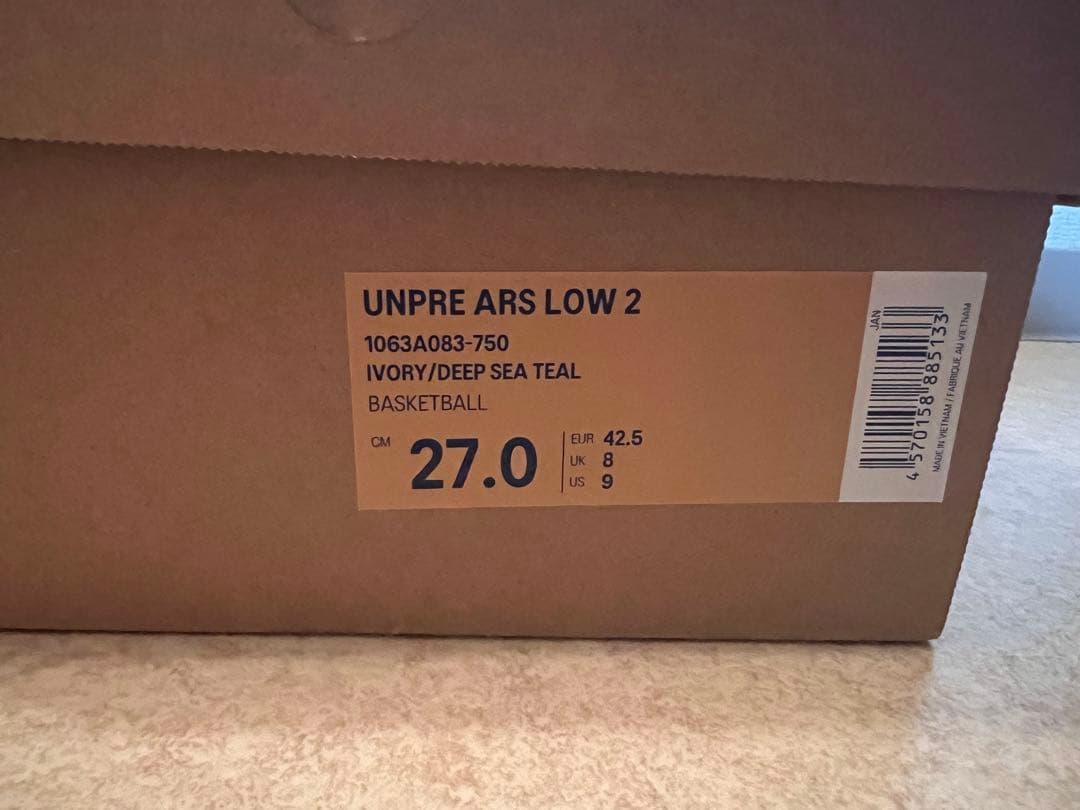 UNPRE ARS LOW 2
1063A083-750
IVORY/DEEP SEA TEAL
BASKETBALL
CM 27.0
EUR 42.5
UK 8
US 9
JAN
4 570158 885133
MADE IN VIETNAM / FABRIQUE AU VIETNAM